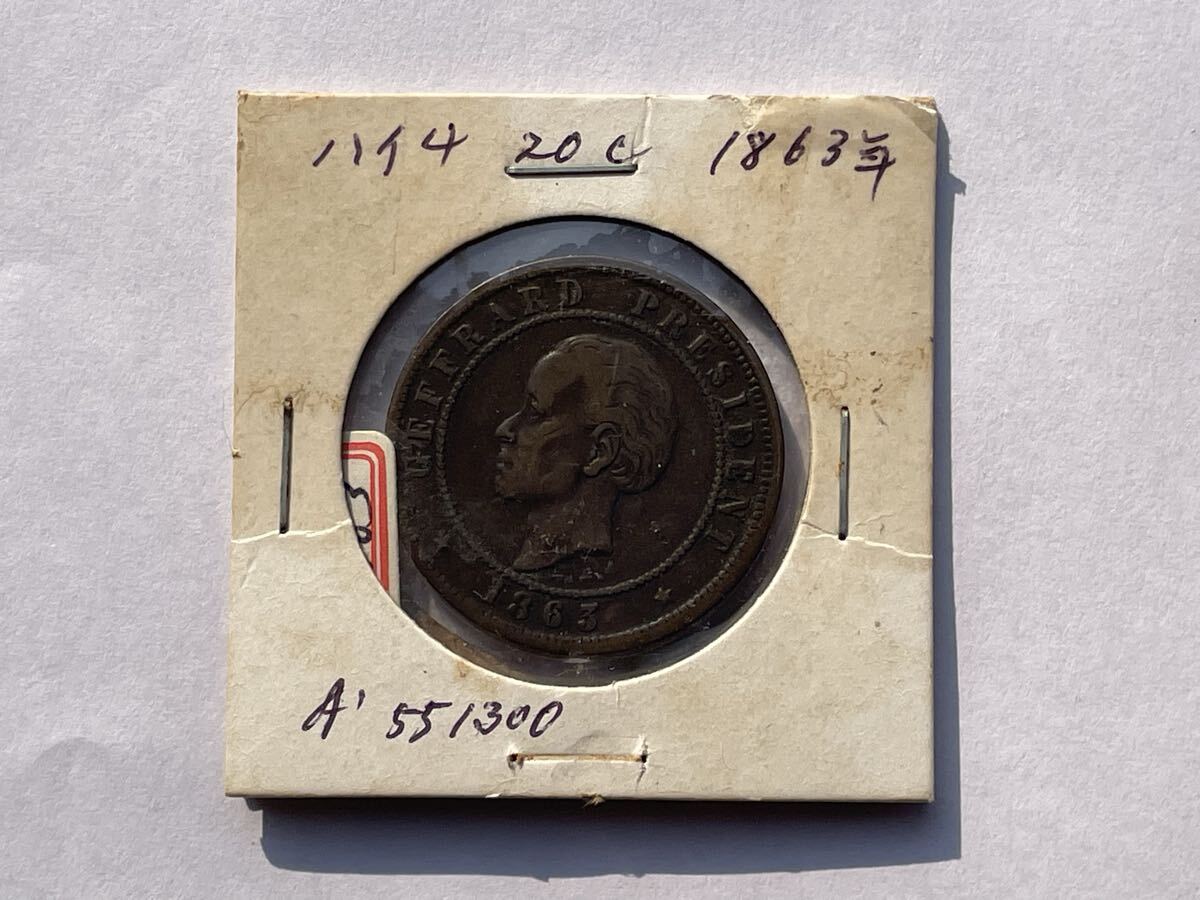 ハイチ 20C 1863年
GEFFRARD PRESIDENT
1863
A' 551300